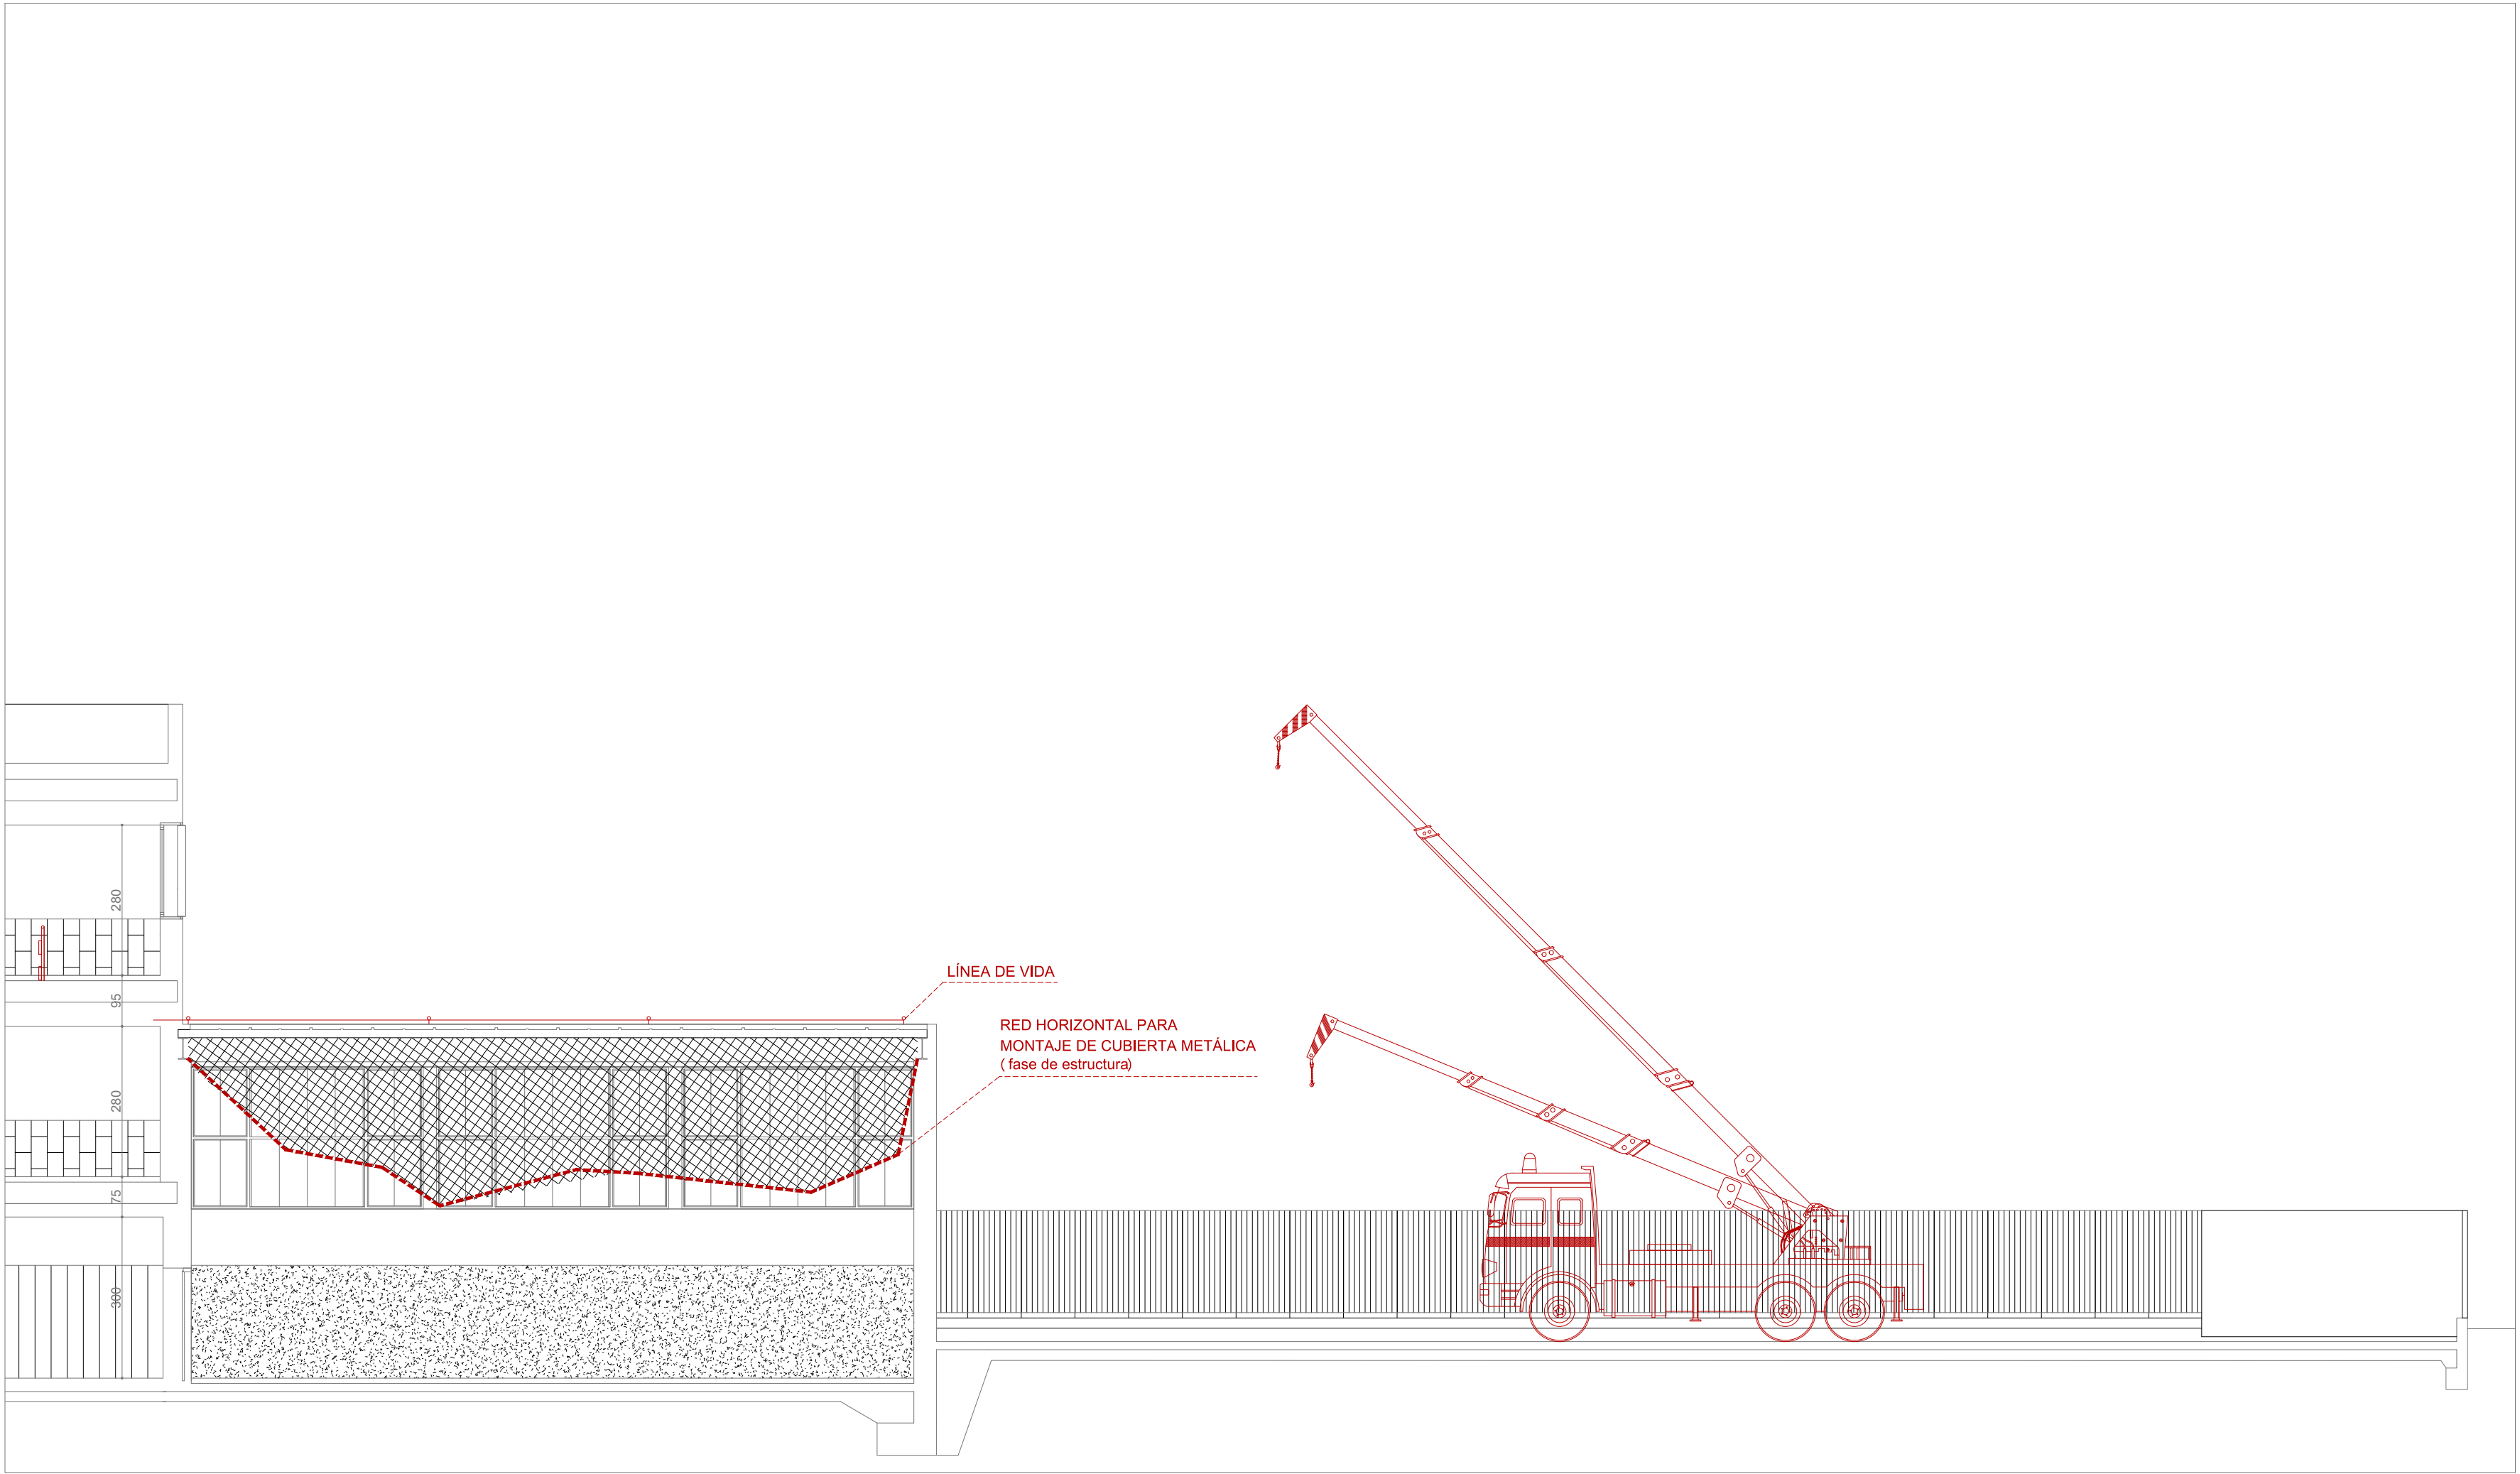 280
95
280
75
300
LÍNEA DE VIDA
RED HORIZONTAL PARA
MONTAJE DE CUBIERTA METÁLICA
( fase de estructura)